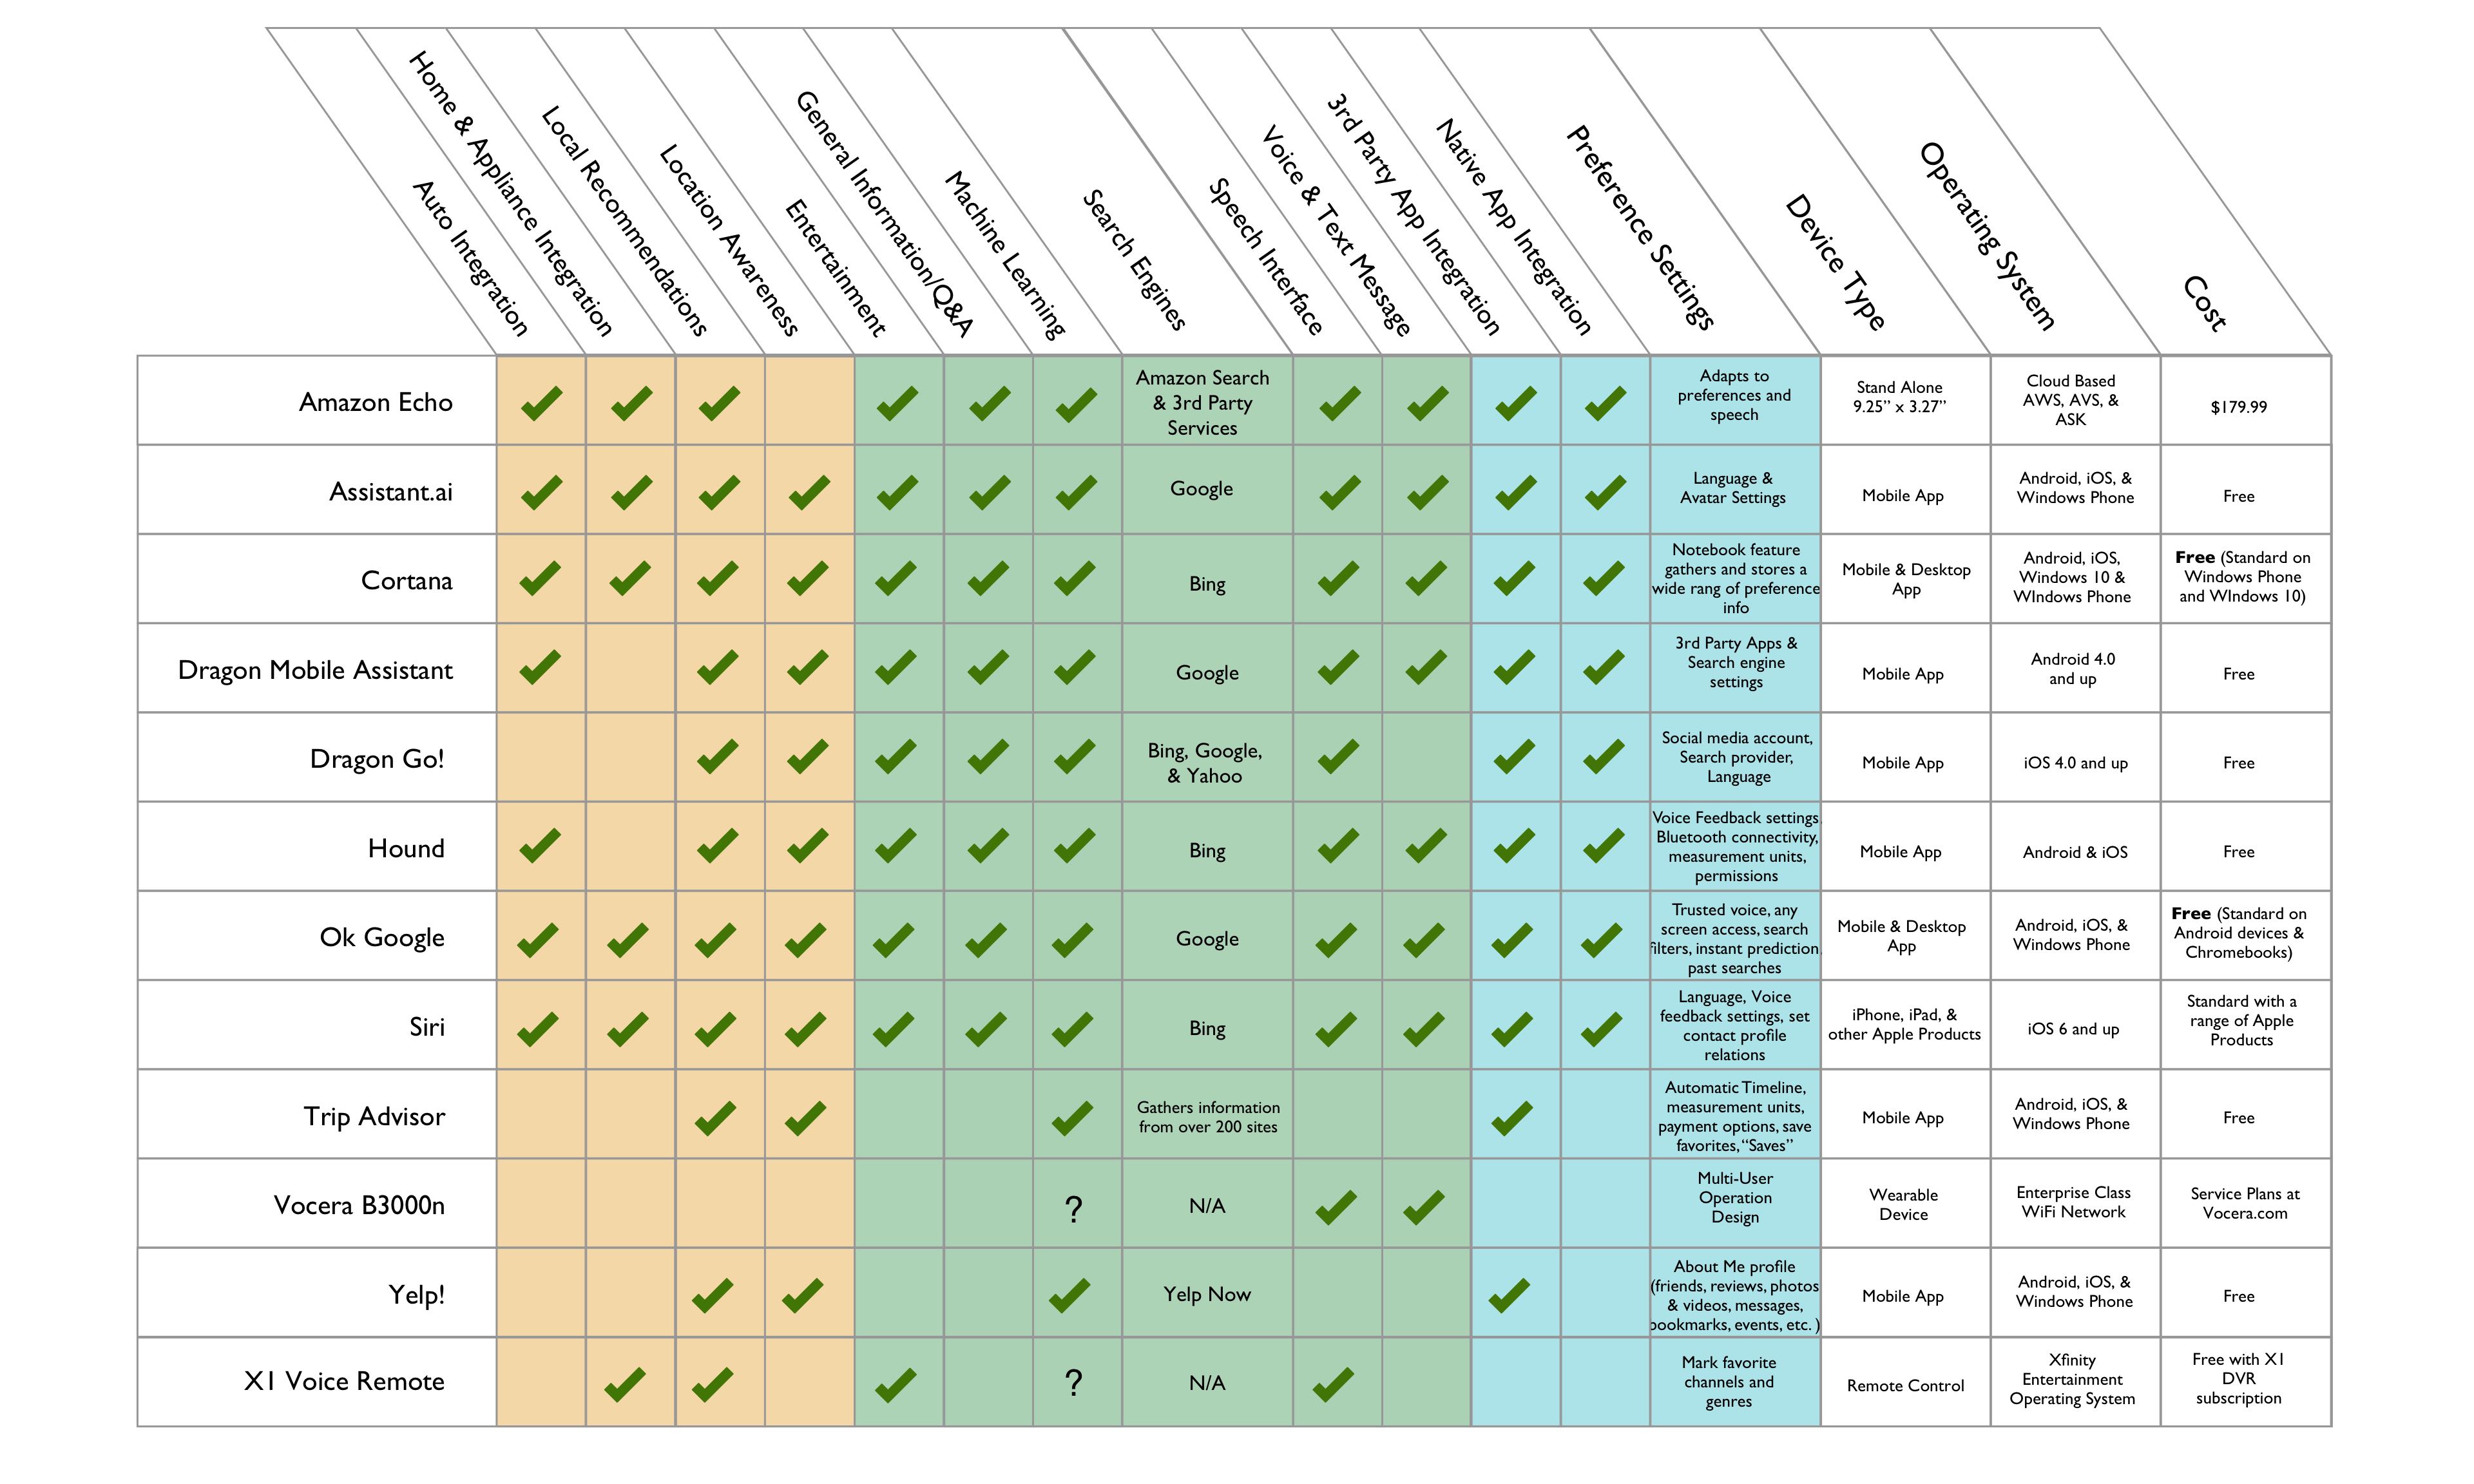 Auto Integration
Home & Appliance Integration
Local Recommendations
Location Awareness
Entertainment
General Information/Q&A
Machine Learning
Search Engines
Speech Interface
Voice & Text Message
3rd Party App Integration
Native App Integration
Preference Settings
Device Type
Operating System
Cost
Amazon Echo
Amazon Search
& 3rd Party
Services
Adapts to
preferences and
speech
Stand Alone
9.25” x 3.27”
Cloud Based
AWS, AVS, &
ASK
$179.99
Assistant.ai
Google
Language &
Avatar Settings
Mobile App
Android, iOS, &
Windows Phone
Free
Cortana
Bing
Notebook feature
gathers and stores a
wide rang of preference
info
Mobile & Desktop
App
Android, iOS,
Windows 10 &
WIndows Phone
Free (Standard on
Windows Phone
and WIndows 10)
Dragon Mobile Assistant
Google
3rd Party Apps &
Search engine
settings
Mobile App
Android 4.0
and up
Free
Dragon Go!
Bing, Google,
& Yahoo
Social media account,
Search provider,
Language
Mobile App
iOS 4.0 and up
Free
Hound
Bing
Voice Feedback settings,
Bluetooth connectivity,
measurement units,
permissions
Mobile App
Android & iOS
Free
Ok Google
Google
Trusted voice, any
screen access, search
filters, instant prediction,
past searches
Mobile & Desktop
App
Android, iOS, &
Windows Phone
Free (Standard on
Android devices &
Chromebooks)
Siri
Bing
Language, Voice
feedback settings, set
contact profile
relations
iPhone, iPad, &
other Apple Products
iOS 6 and up
Standard with a
range of Apple
Products
Trip Advisor
Gathers information
from over 200 sites
Automatic Timeline,
measurement units,
payment options, save
favorites, “Saves”
Mobile App
Android, iOS, &
Windows Phone
Free
Vocera B3000n
?
N/A
Multi-User
Operation
Design
Wearable
Device
Enterprise Class
WiFi Network
Service Plans at
Vocera.com
Yelp!
Yelp Now
About Me profile
(friends, reviews, photos
& videos, messages,
bookmarks, events, etc. )
Mobile App
Android, iOS, &
Windows Phone
Free
X1 Voice Remote
?
N/A
Mark favorite
channels and
genres
Remote Control
Xfinity
Entertainment
Operating System
Free with X1
DVR
subscription